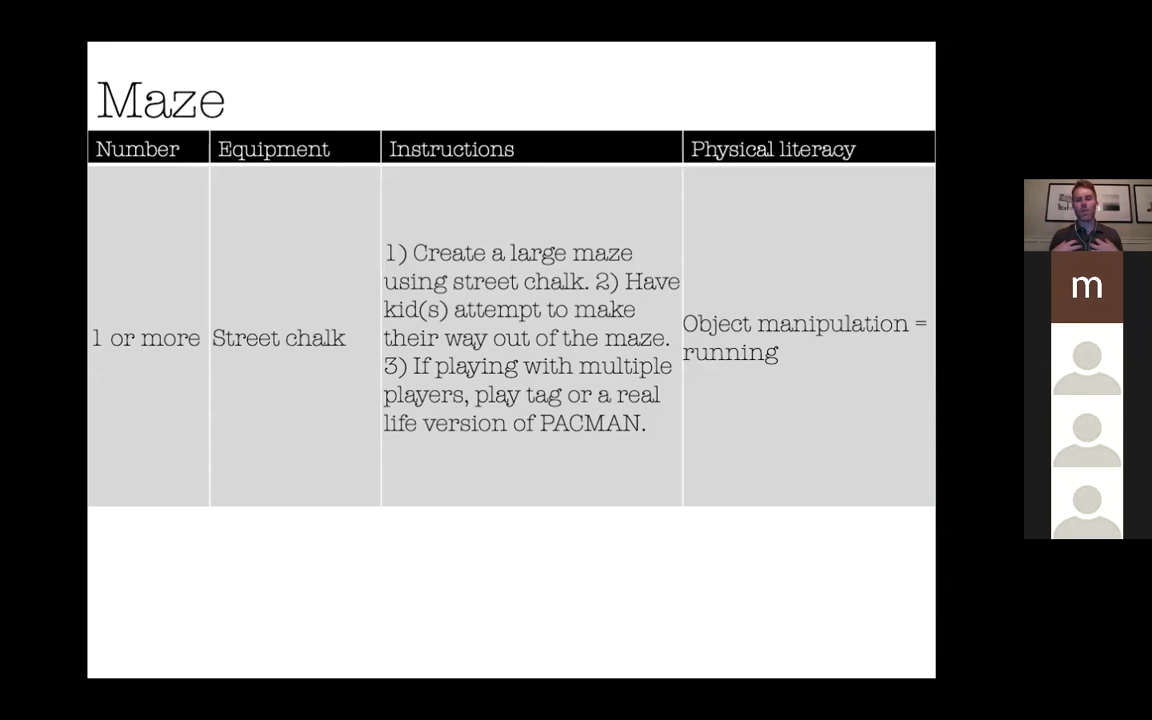 Maze
Number Equipment Instructions Physical literacy
1) Create a large maze
using street chalk. 2) Have
kid(s) attempt to make
their way out of the maze.
3) If playing with multiple
players, play tag or a real
life version of PACMAN.
1 or more
Street chalk
Object manipulation =
running
m